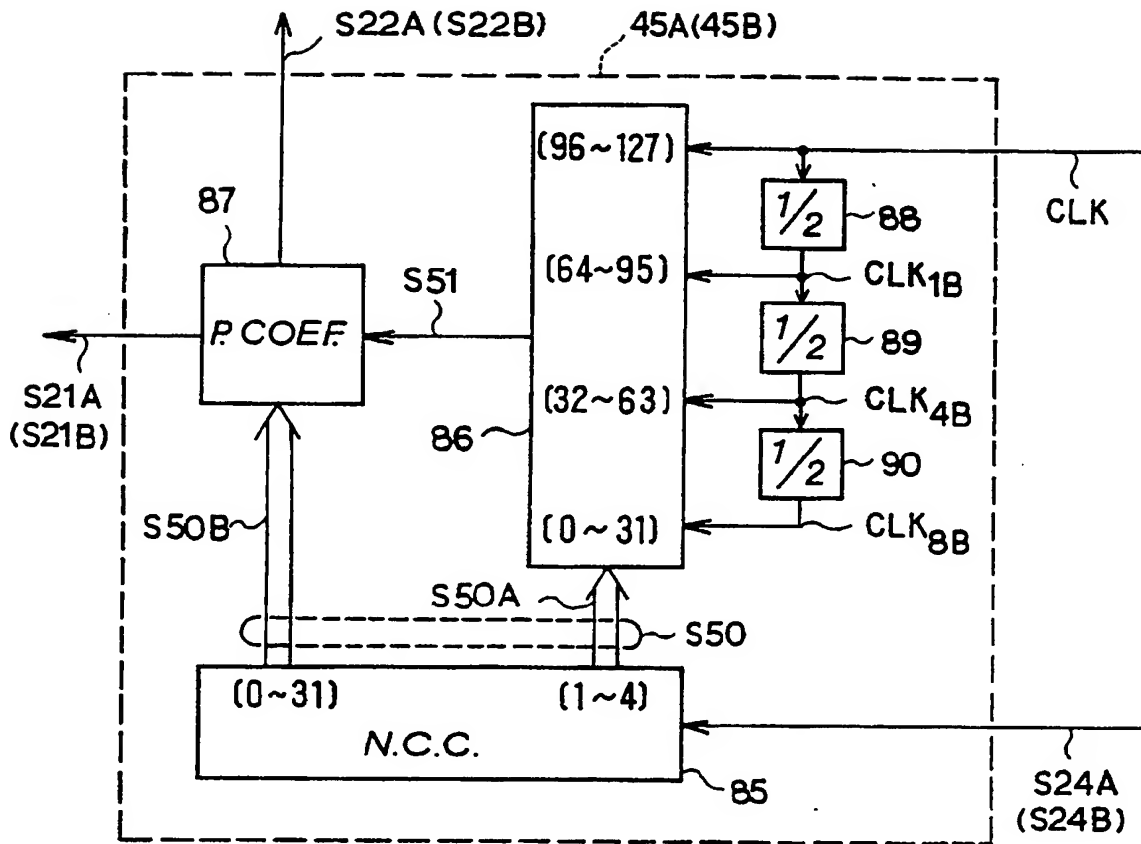 S22A (S22B)
45A (45B)
(96~127)
CLK
1/2
88
87
(64~95)
CLK1B
S51
P. COEF.
1/2
89
S21A
(S21B)
(32~63)
CLK4B
86
1/2
90
S50B
(0~31)
CLK8B
S50A
S50
(0~31)
(1~4)
N.C.C.
85
S24A
(S24B)